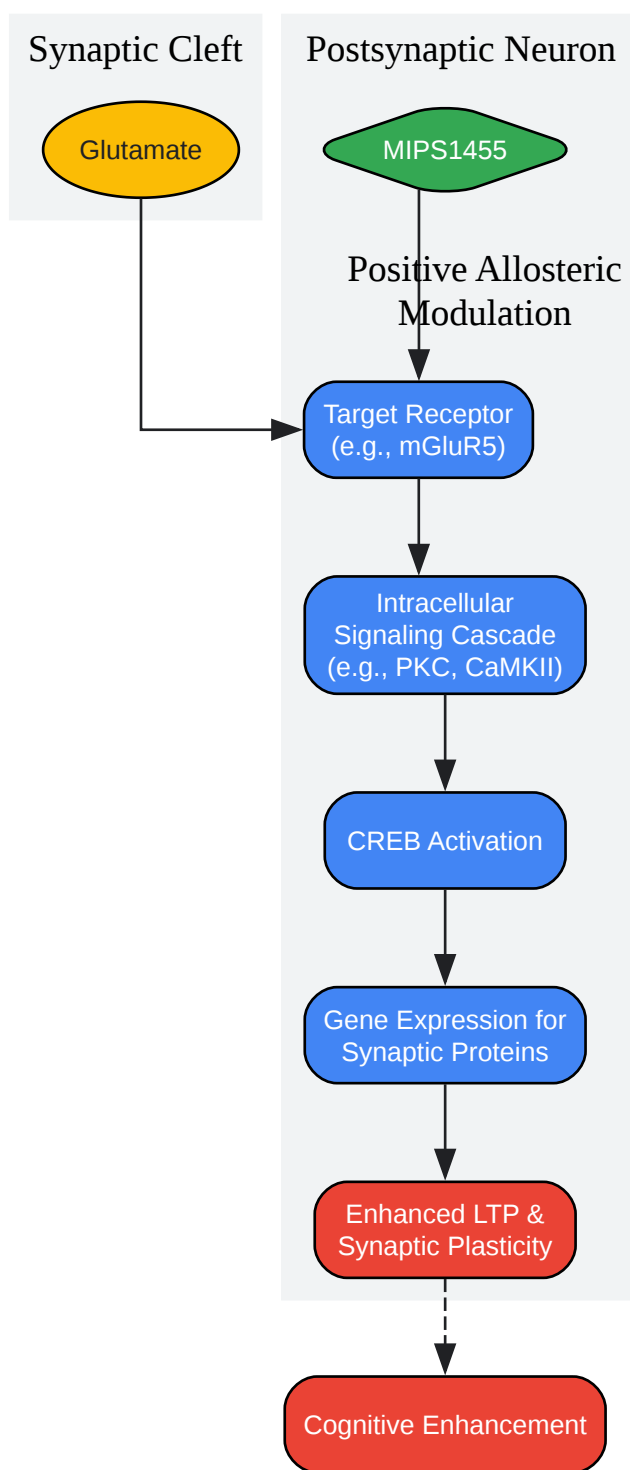 Synaptic Cleft
Postsynaptic Neuron
Glutamate
MIPS1455
Positive Allosteric
Modulation
Target Receptor
(e.g., mGluR5)
Intracellular
Signaling Cascade
(e.g., PKC, CaMKII)
CREB Activation
Gene Expression for
Synaptic Proteins
Enhanced LTP &
Synaptic Plasticity
Cognitive Enhancement